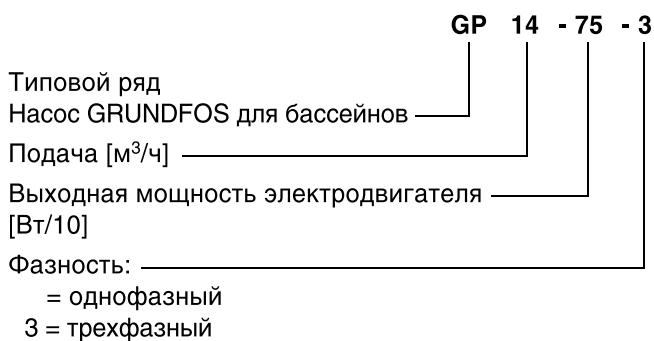 GP 14 - 75 - 3
Типовой ряд
Насос GRUNDFOS для бассейнов
Подача [м³/ч]
Выходная мощность электродвигателя
[Вт/10]
Фазность:
= однофазный
3 = трехфазный